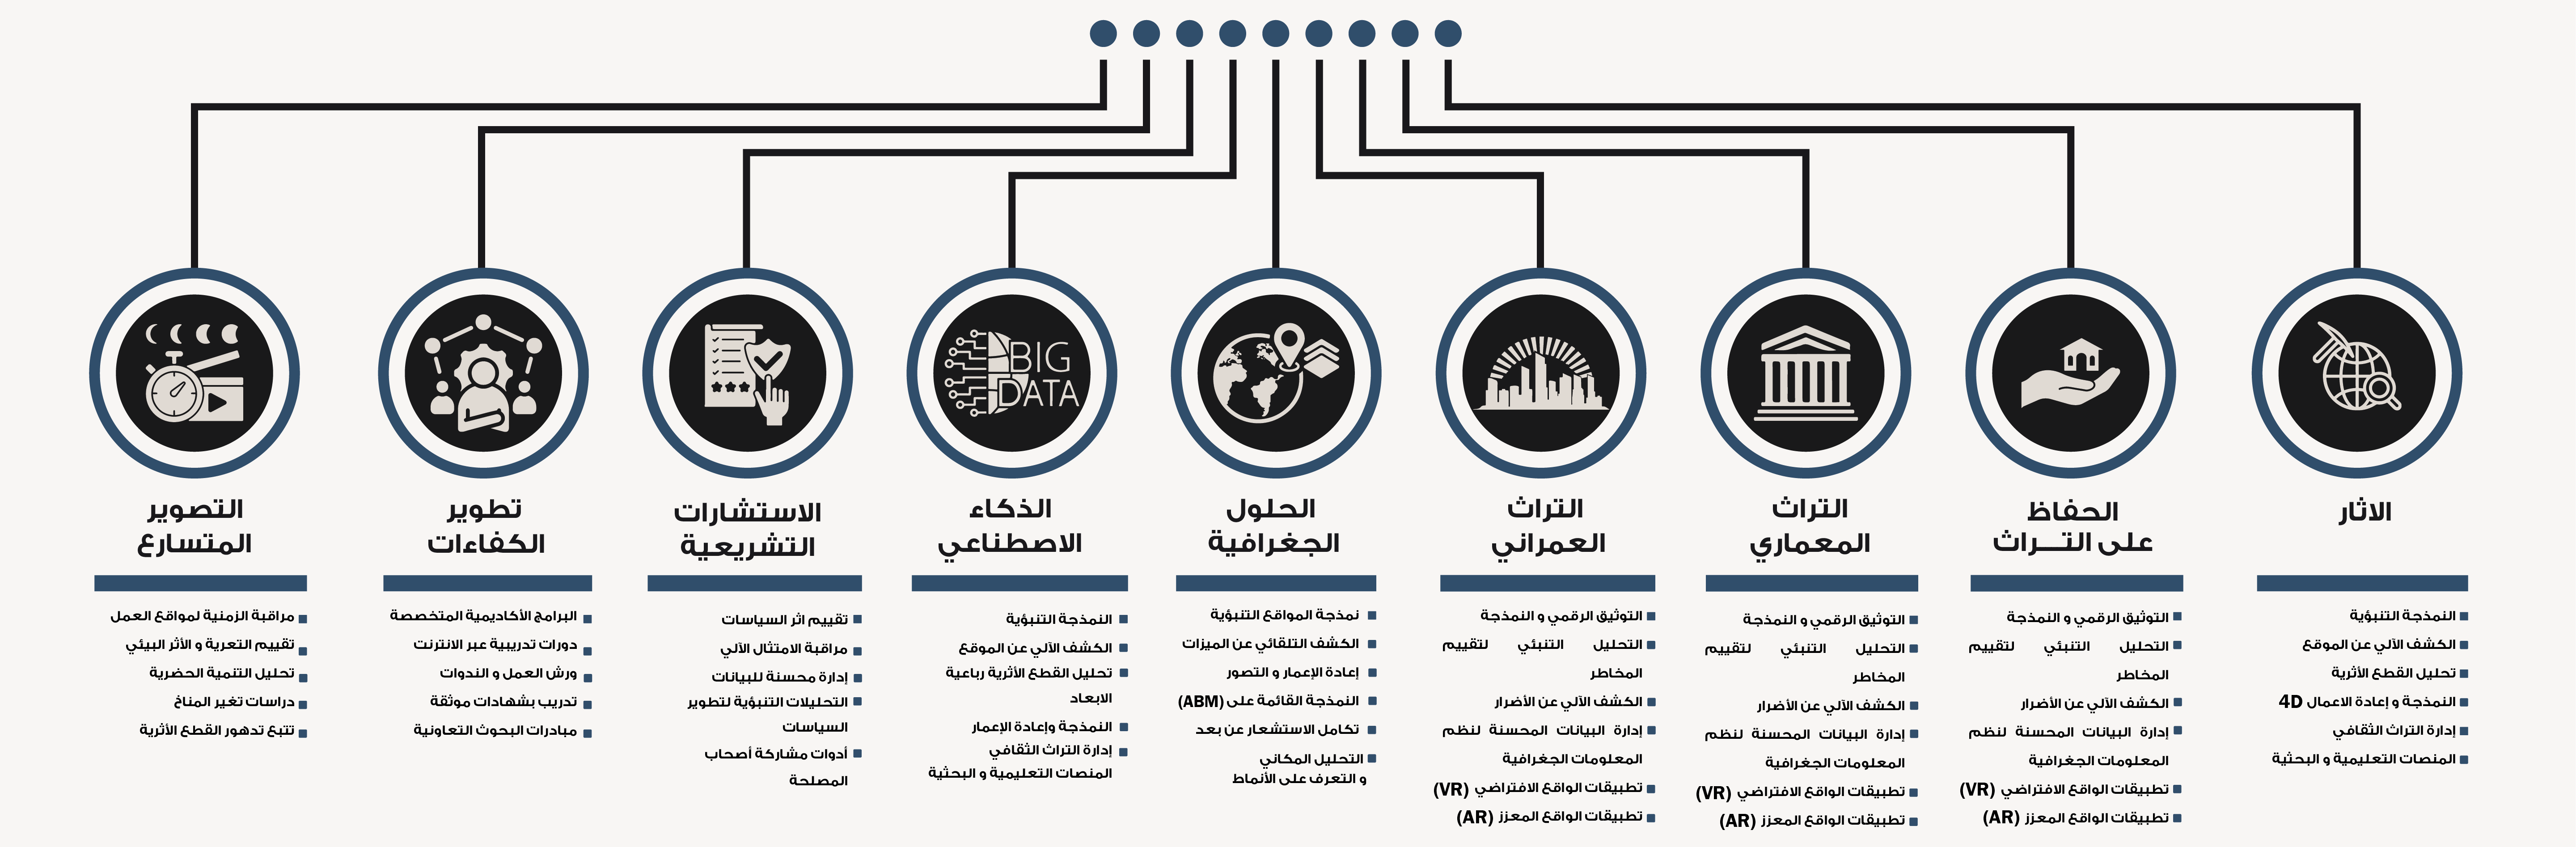 الاثار
النمذجة التنبؤية
الكشف الآلي عن الموقع
تحليل القطع الأثرية
النمذجة و إعادة الاعمال 4D
إدارة التراث الثقافي
المنصات التعليمية و البحثية
الحفاظ
على التـــراث
التوثيق الرقمي و النمذجة
التحليل التنبئي لتقييم
المخاطر
الكشف الآلي عن الأضرار
إدارة البيانات المحسنة لنظم
المعلومات الجغرافية
تطبيقات الواقع الافتراضي (VR)
تطبيقات الواقع المعزز (AR)
التراث
المعماري
التوثيق الرقمي و النمذجة
التحليل التنبئي لتقييم
المخاطر
الكشف الآلي عن الأضرار
إدارة البيانات المحسنة لنظم
المعلومات الجغرافية
تطبيقات الواقع الافتراضي (VR)
تطبيقات الواقع المعزز (AR)
التراث
العمراني
التوثيق الرقمي و النمذجة
التحليل التنبئي لتقييم
المخاطر
الكشف الآلي عن الأضرار
إدارة البيانات المحسنة لنظم
المعلومات الجغرافية
تطبيقات الواقع الافتراضي (VR)
تطبيقات الواقع المعزز (AR)
الحلول
الجغرافية
نمذجة المواقع التنبؤية
الكشف التلقائي عن الميزات
إعادة الإعمار و التصور
النمذجة القائمة على (ABM)
تكامل الاستشعار عن بعد
التحليل المكاني
و التعرف على الأنماط
BIG
DATA
الذكاء
الاصطناعي
النمذجة التنبؤية
الكشف الآلي عن الموقع
تحليل القطع الأثرية رباعية
الابعاد
النمذجة وإعادة الإعمار
إدارة التراث الثقافي
المنصات التعليمية و البحثية
الاستشارات
التشريعية
تقييم اثر السياسات
مراقبة الامتثال الآلي
إدارة محسنة للبيانات
التحليلات التنبؤية لتطوير
السياسات
أدوات مشاركة أصحاب
المصلحة
تطوير
الكفاءات
البرامج الأكاديمية المتخصصة
دورات تدريبية عبر الانترنت
ورش العمل و الندوات
تدريب بشهادات موثقة
مبادرات البحوث التعاونية
التصوير
المتسارع
مراقبة الزمنية لمواقع العمل
تقييم التعرية و الأثر البيئي
تحليل التنمية الحضرية
دراسات تغير المناخ
تتبع تدهور القطع الأثرية